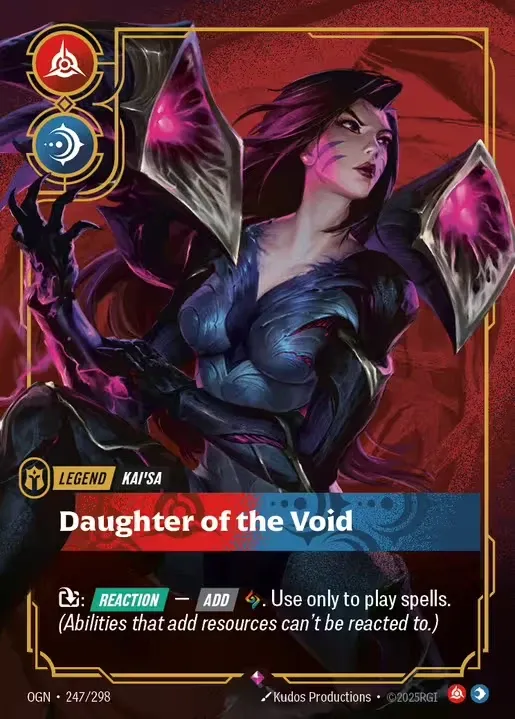 LEGEND KAI'SA
Daughter of the Void
: REACTION — ADD . Use only to play spells.
(Abilities that add resources can't be reacted to.)
OGN • 247/298
Kudos Productions • ©2025RGI